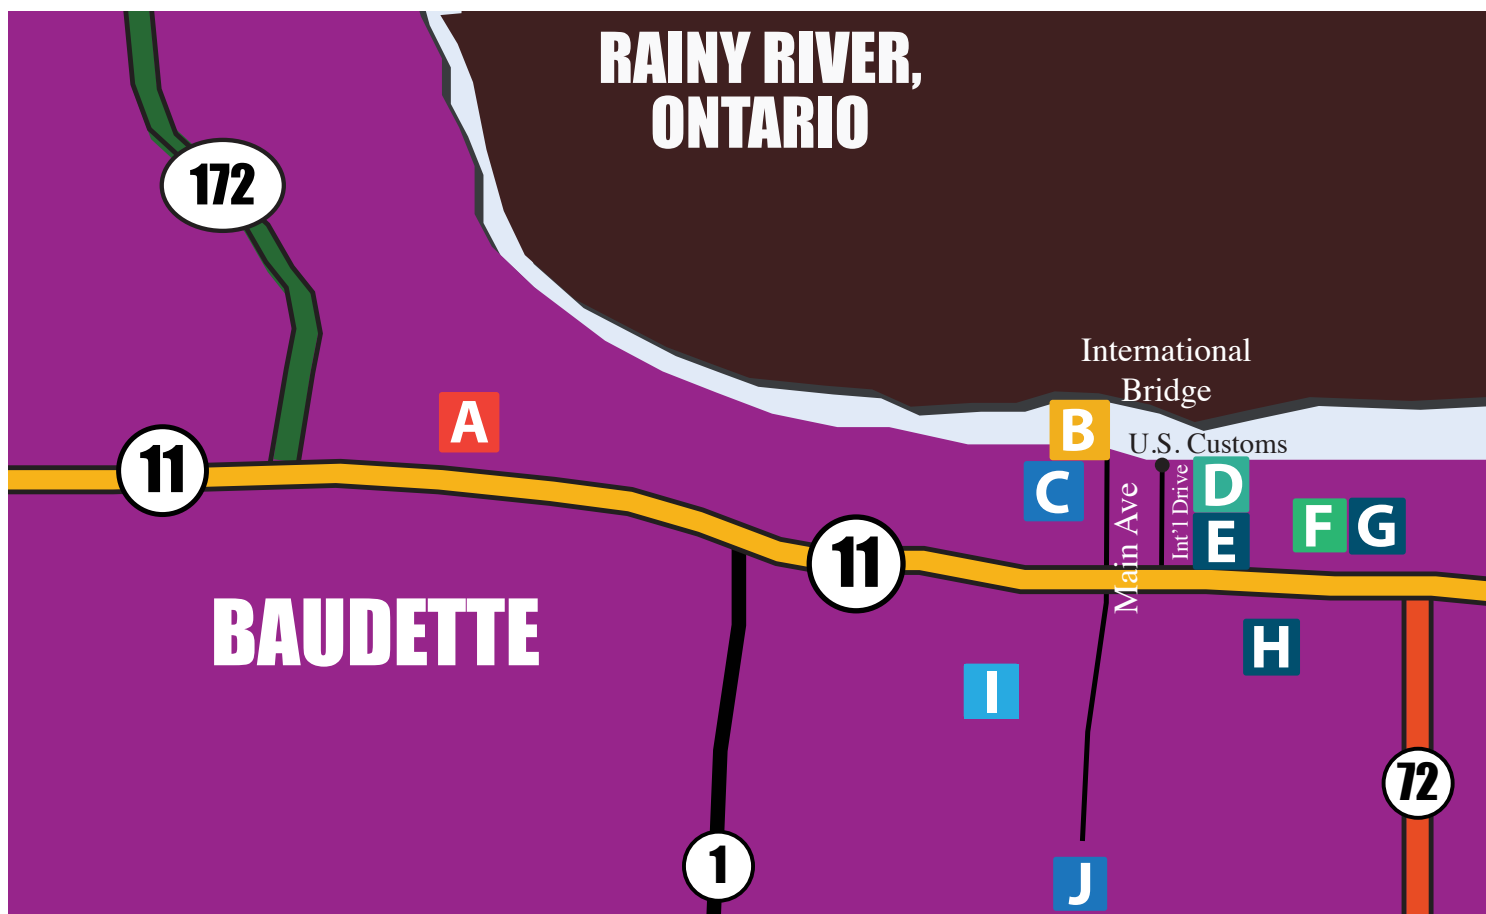 RAINY RIVER,
ONTARIO
172
International
Bridge
A
B
U.S. Customs
11
C
Main Ave
Int'l Drive
D
E
F
G
11
BAUDETTE
H
I
72
1
J